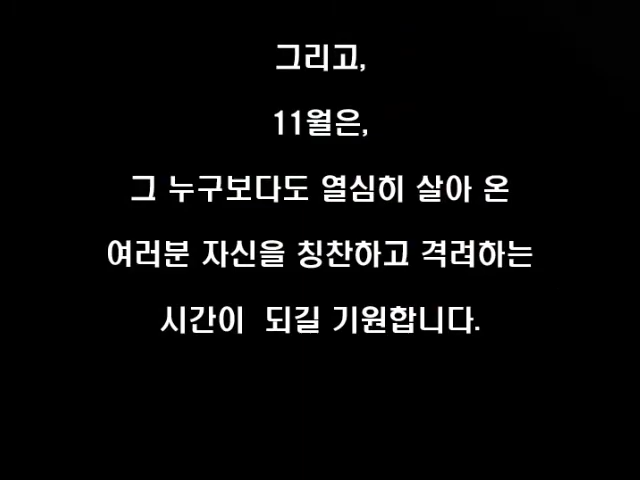 그리고,
11월은,
그 누구보다도 열심히 살아 온
여러분 자신을 칭찬하고 격려하는
시간이 되길 기원합니다.